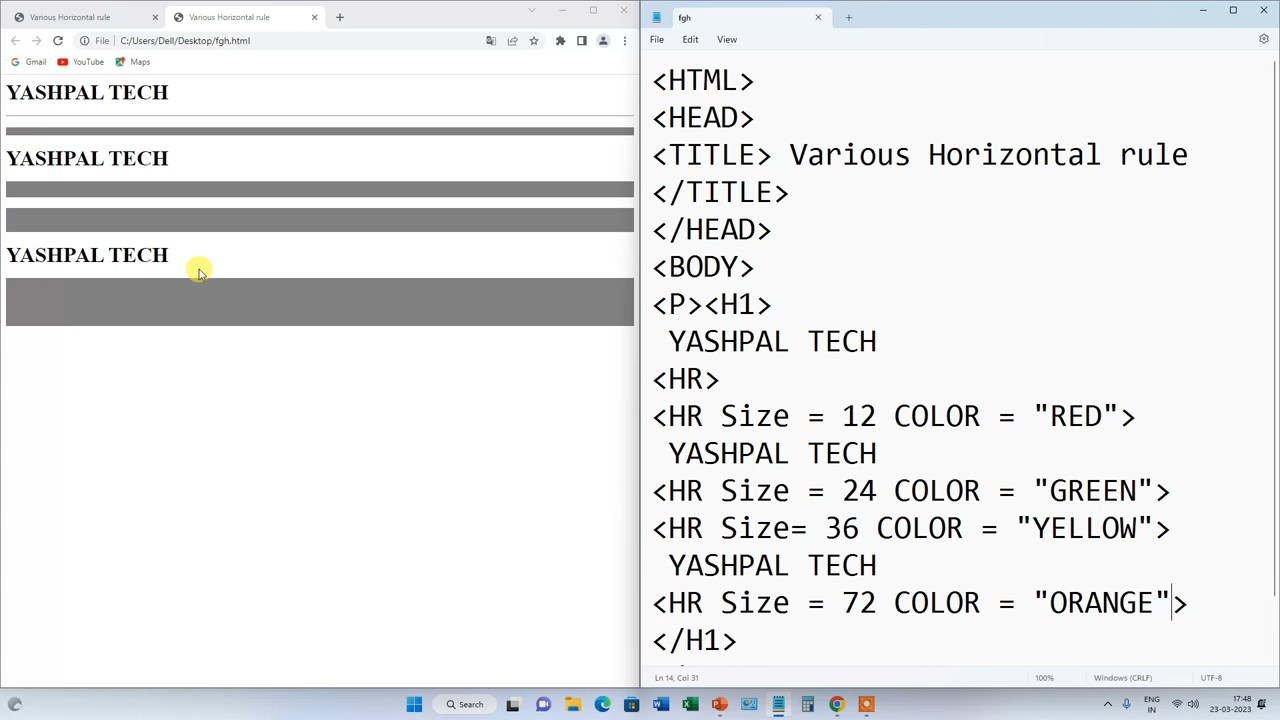 Various Horizontal rule
Various Horizontal rule
File C:/Users/Dell/Desktop/fgh.html
Gmail YouTube Maps
YASHPAL TECH
YASHPAL TECH
YASHPAL TECH
fgh
File Edit View
<HTML>
<HEAD>
<TITLE> Various Horizontal rule
</TITLE>
</HEAD>
<BODY>
<P><H1>
YASHPAL TECH
<HR>
<HR Size = 12 COLOR = "RED">
YASHPAL TECH
<HR Size = 24 COLOR = "GREEN">
<HR Size= 36 COLOR = "YELLOW">
YASHPAL TECH
<HR Size = 72 COLOR = "ORANGE">
</H1>
Ln 14, Col 31 100% Windows (CRLF) UTF-8
Search
ENG
IN
17:48
23-03-2023